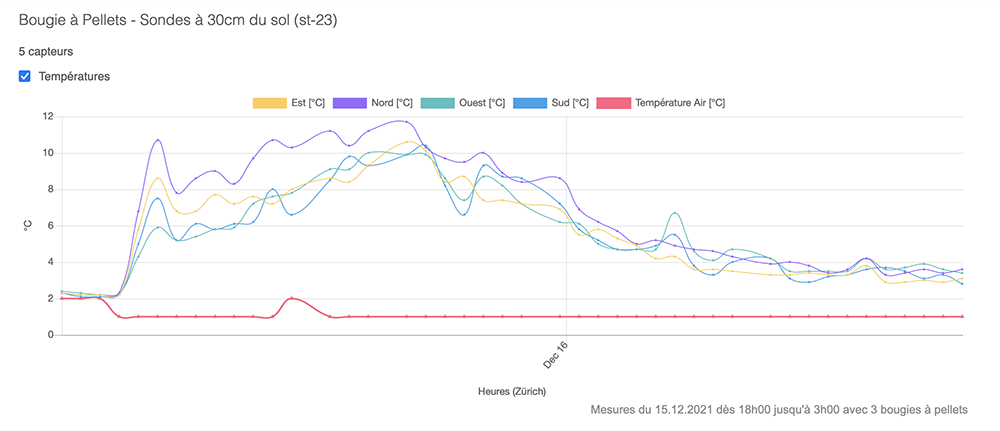 Bougie à Pellets - Sondes à 30cm du sol (st-23)
5 capteurs
Températures
Est [°C] Nord [°C] Ouest [°C] Sud [°C] Température Air [°C]
12
10
8
6
4
2
0
°C
Dec 16
Heures (Zürich)
Mesures du 15.12.2021 dès 18h00 jusqu'à 3h00 avec 3 bougies à pellets